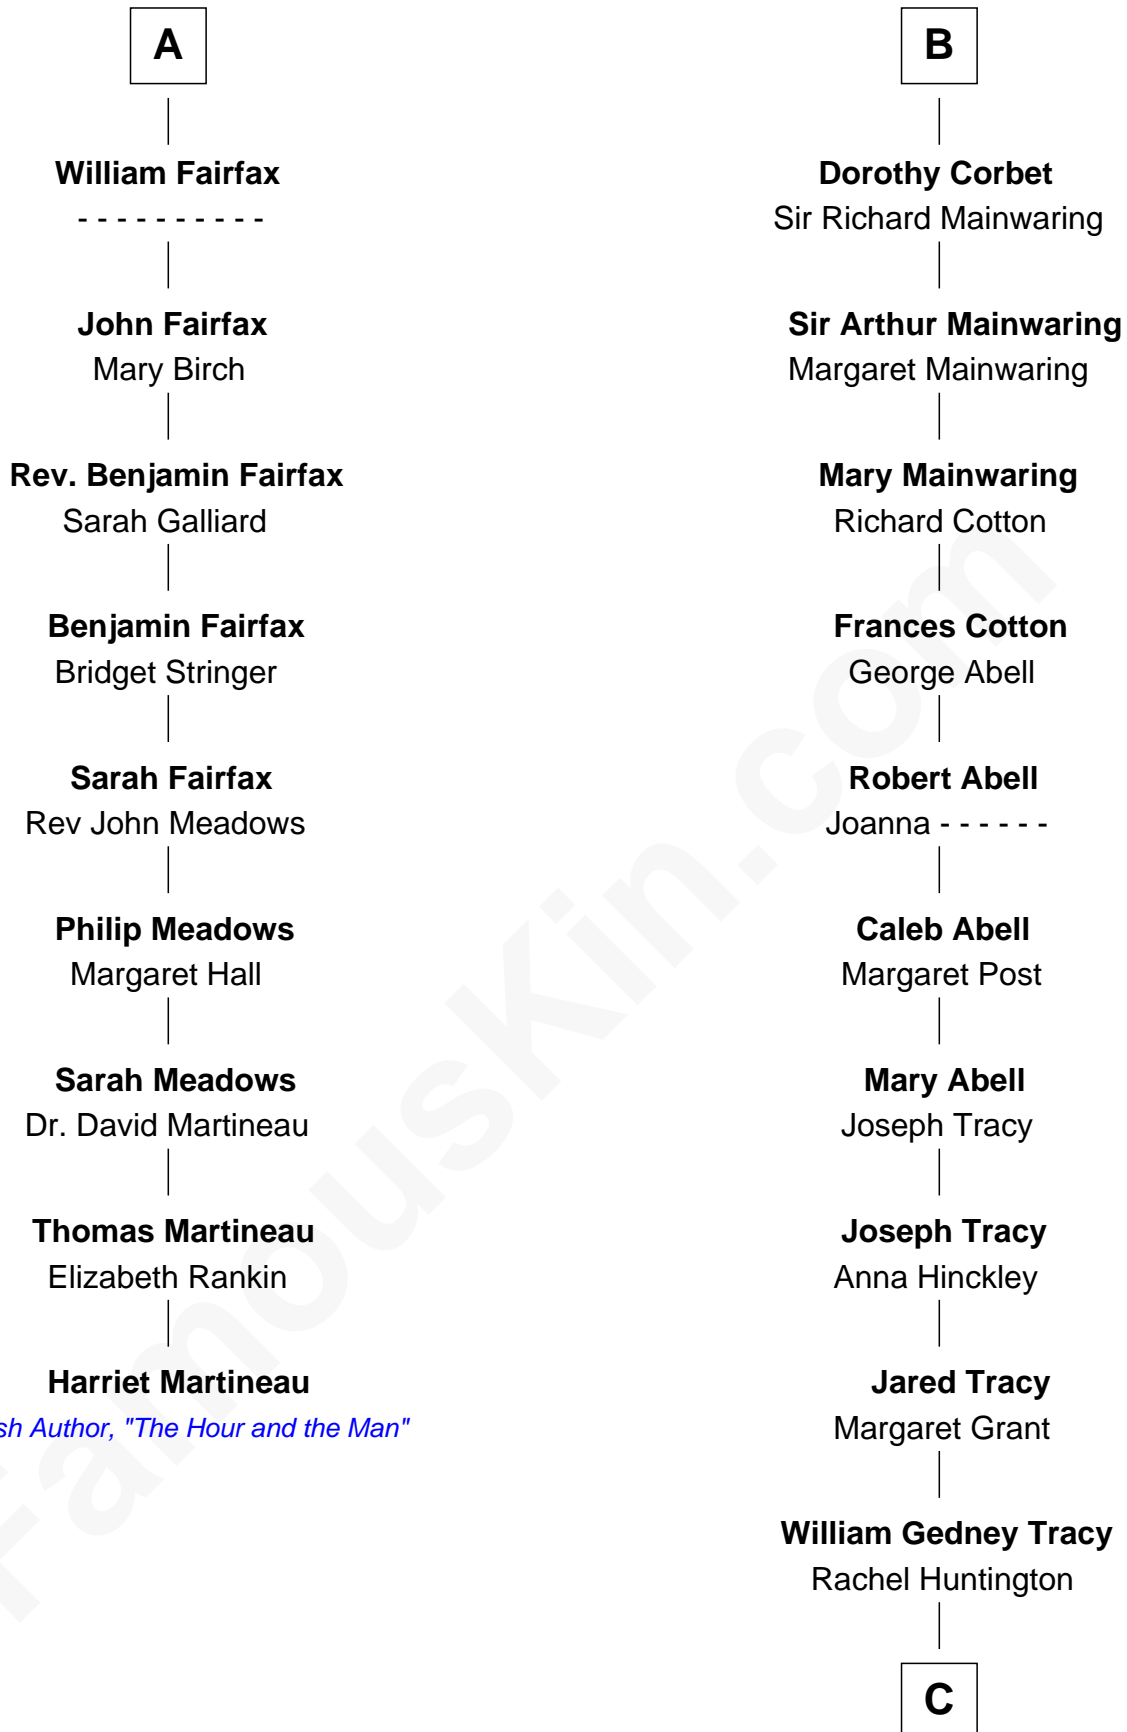 A
William Fairfax
- - - - - - - - - -
John Fairfax
Mary Birch
Rev. Benjamin Fairfax
Sarah Galliard
Benjamin Fairfax
Bridget Stringer
Sarah Fairfax
Rev John Meadows
Philip Meadows
Margaret Hall
Sarah Meadows
Dr. David Martineau
Thomas Martineau
Elizabeth Rankin
Harriet Martineau
sh Author, "The Hour and the Man"
B
Dorothy Corbet
Sir Richard Mainwaring
Sir Arthur Mainwaring
Margaret Mainwaring
Mary Mainwaring
Richard Cotton
Frances Cotton
George Abell
Robert Abell
Joanna - - - - - -
Caleb Abell
Margaret Post
Mary Abell
Joseph Tracy
Joseph Tracy
Anna Hinckley
Jared Tracy
Margaret Grant
William Gedney Tracy
Rachel Huntington
C
FamousKin.com